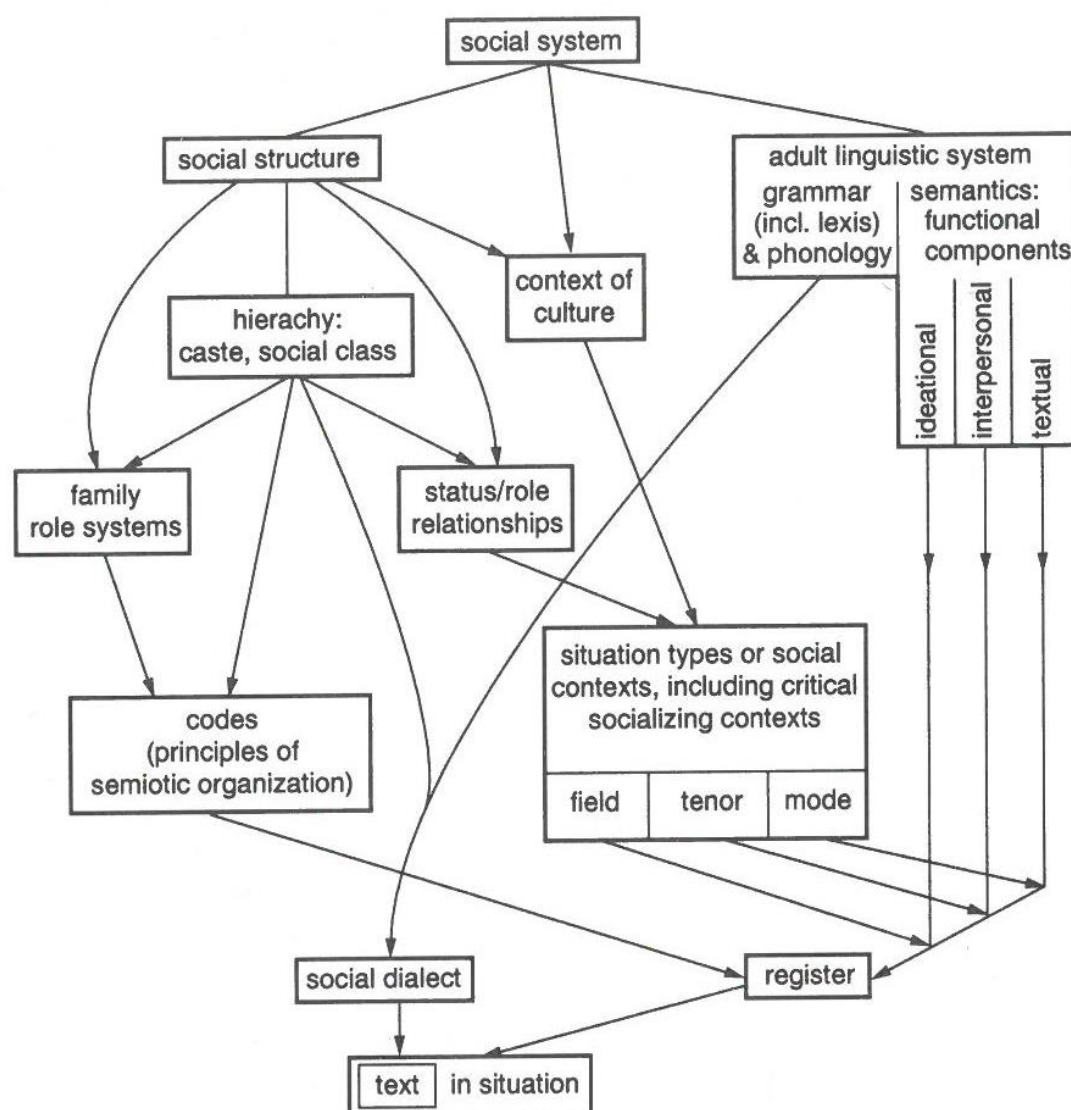 social system
social structure
adult linguistic system
grammar
(incl. lexis)
& phonology
semantics:
functional
components
ideational
interpersonal
textual
context of
culture
hierachy:
caste, social class
family
role systems
status/role
relationships
situation types or social
contexts, including critical
socializing contexts
field
tenor
mode
codes
(principles of
semiotic organization)
social dialect
register
text in situation